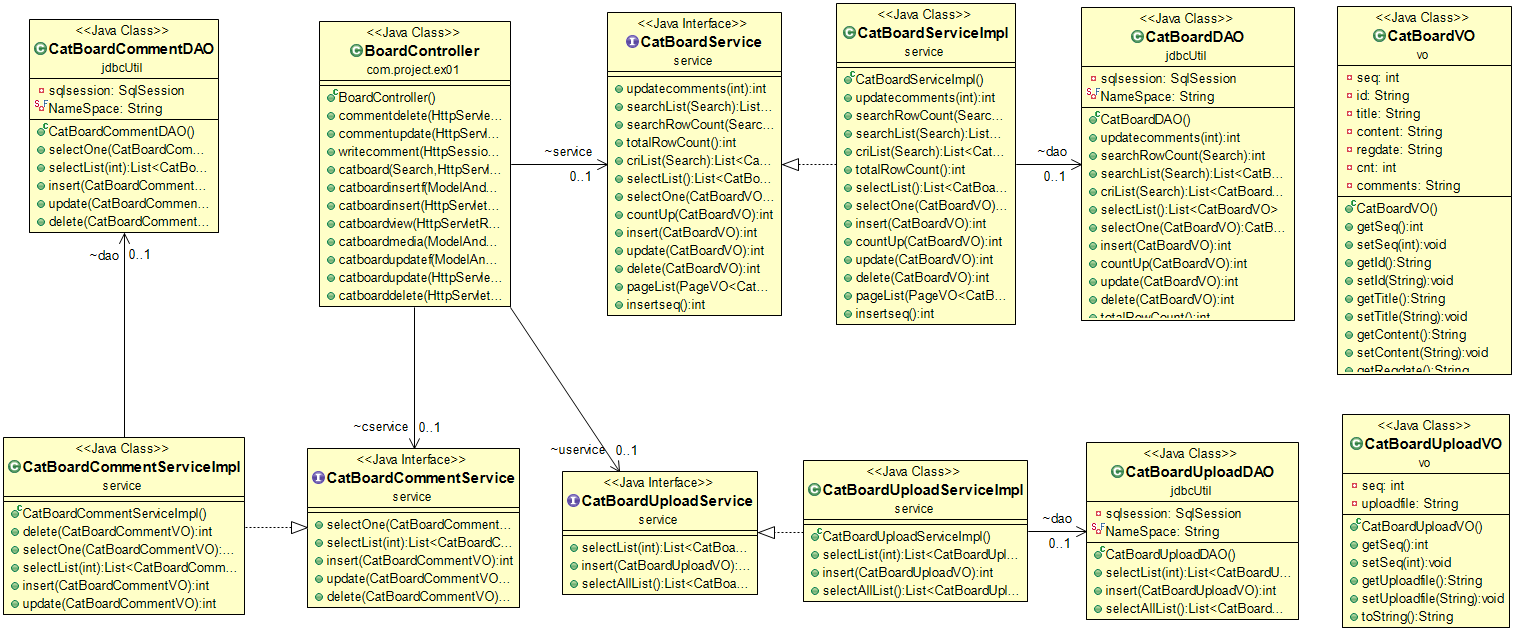 <<Java Class>>
CatBoardCommentDAO
jdbcUtil
sqlsession: SqlSession
NameSpace: String
CatBoardCommentDAO()
selectOne(CatBoardCom...
selectList(int):List<CatBo...
insert(CatBoardComment...
update(CatBoardCommen...
delete(CatBoardComment...
<<Java Class>>
BoardController
com.project.ex01
BoardController()
commentdelete(HttpServle...
commentupdate(HttpServl...
writecomment(HttpSessio...
catboard(Search,HttpServl...
catboardinsertf(ModelAnd...
catboardinsert(HttpServlet...
catboardview(HttpServletR...
catboardmedia(ModelAnd...
catboardupdatef(ModelAn...
catboardupdate(HttpServle...
catboarddelete(HttpServlet...
<<Java Interface>>
CatBoardService
service
updatecomments(int):int
searchList(Search):List...
searchRowCount(Searc...
totalRowCount():int
criList(Search):List<Ca...
selectList():List<CatBo...
selectOne(CatBoardVO...
countUp(CatBoardVO):int
insert(CatBoardVO):int
update(CatBoardVO):int
delete(CatBoardVO):int
pageList(PageVO<Cat...
insertseq():int
<<Java Class>>
CatBoardServiceImpl
service
CatBoardServiceImpl()
updatecomments(int):int
searchRowCount(Searc...
searchList(Search):List...
criList(Search):List<Cat...
totalRowCount():int
selectList():List<CatBoa...
selectOne(CatBoardVO)...
insert(CatBoardVO):int
countUp(CatBoardVO):int
update(CatBoardVO):int
delete(CatBoardVO):int
pageList(PageVO<CatB...
insertseq():int
<<Java Class>>
CatBoardDAO
jdbcUtil
sqlsession: SqlSession
NameSpace: String
CatBoardDAO()
updatecomments(int):int
searchRowCount(Search):int
searchList(Search):List<CatB...
criList(Search):List<CatBoard...
selectList():List<CatBoardVO>
selectOne(CatBoardVO):CatB...
insert(CatBoardVO):int
countUp(CatBoardVO):int
update(CatBoardVO):int
delete(CatBoardVO):int
totalRowCount():int
<<Java Class>>
CatBoardVO
vo
seq: int
id: String
title: String
content: String
regdate: String
cnt: int
comments: String
CatBoardVO()
getSeq():int
setSeq(int):void
getId():String
setId(String):void
getTitle():String
setTitle(String):void
getContent():String
setContent(String):void
getRegdate():String
~service
0..1
~dao
0..1
~dao
0..1
~cservice
0..1
~uservice
0..1
<<Java Class>>
CatBoardCommentServiceImpl
service
CatBoardCommentServiceImpl()
delete(CatBoardCommentVO):int
selectOne(CatBoardCommentVO):...
selectList(int):List<CatBoardComm...
insert(CatBoardCommentVO):int
update(CatBoardCommentVO):int
<<Java Interface>>
CatBoardCommentService
service
selectOne(CatBoardComment...
selectList(int):List<CatBoardC...
insert(CatBoardCommentVO):int
update(CatBoardCommentVO...
delete(CatBoardCommentVO)...
<<Java Interface>>
CatBoardUploadService
service
selectList(int):List<CatBoa...
insert(CatBoardUploadVO):...
selectAllList():List<CatBoa...
<<Java Class>>
CatBoardUploadServiceImpl
service
CatBoardUploadServiceImpl()
selectList(int):List<CatBoardUpl...
insert(CatBoardUploadVO):int
selectAllList():List<CatBoardUpl...
~dao
0..1
<<Java Class>>
CatBoardUploadDAO
jdbcUtil
sqlsession: SqlSession
NameSpace: String
CatBoardUploadDAO()
selectList(int):List<CatBoardU...
insert(CatBoardUploadVO):int
selectAllList():List<CatBoard...
<<Java Class>>
CatBoardUploadVO
vo
seq: int
uploadfile: String
CatBoardUploadVO()
getSeq():int
setSeq(int):void
getUploadfile():String
setUploadfile(String):void
toString():String